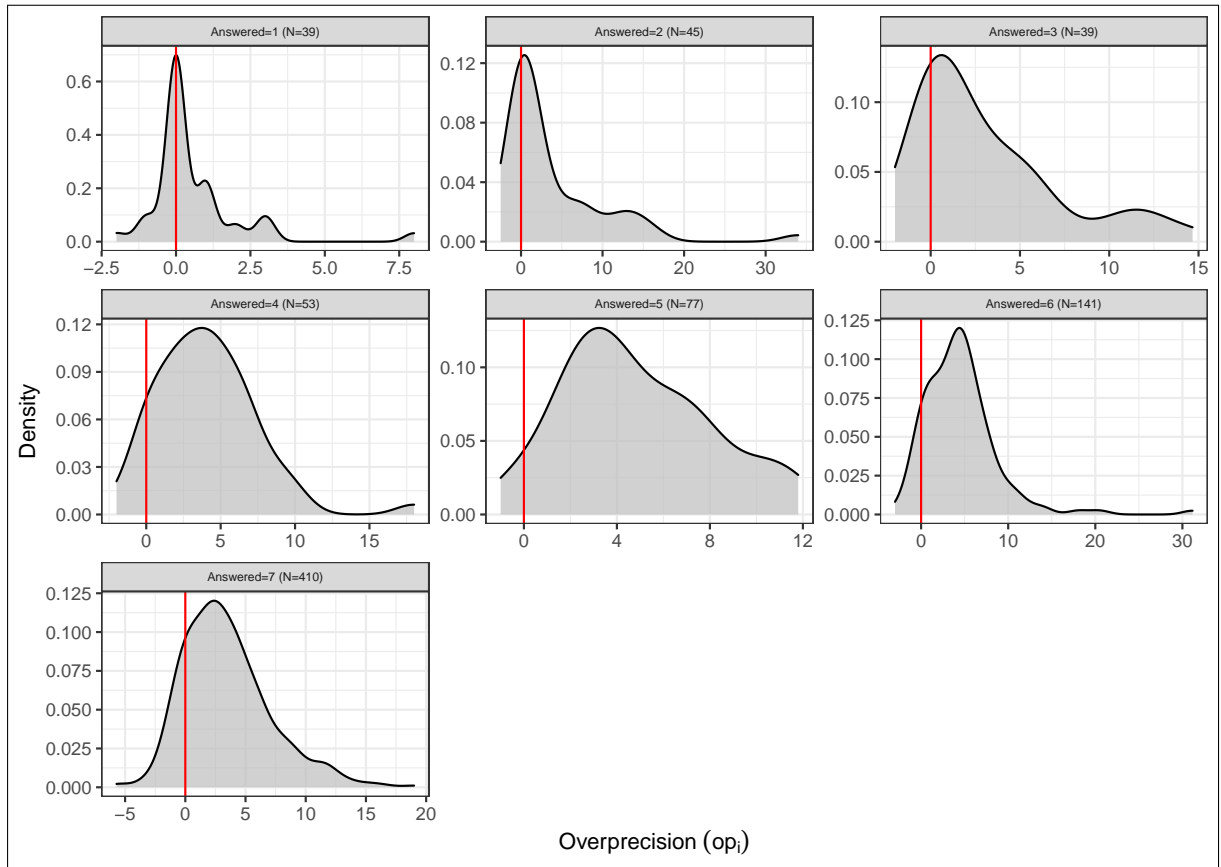 Answered=1 (N=39)
Answered=2 (N=45)
Answered=3 (N=39)
0.6
0.4
0.2
0.0
−2.5 0.0 2.5 5.0 7.5
0.12
0.08
0.04
0.00
0 10 20 30
0.10
0.05
0.00
0 5 10 15
Answered=4 (N=53)
Answered=5 (N=77)
Answered=6 (N=141)
0.12
0.09
0.06
0.03
0.00
0 5 10 15
0.10
0.05
0.00
0 4 8 12
0.125
0.100
0.075
0.050
0.025
0.000
0 10 20 30
Answered=7 (N=410)
0.125
0.100
0.075
0.050
0.025
0.000
−5 0 5 10 15 20
Density
Overprecision (opi)